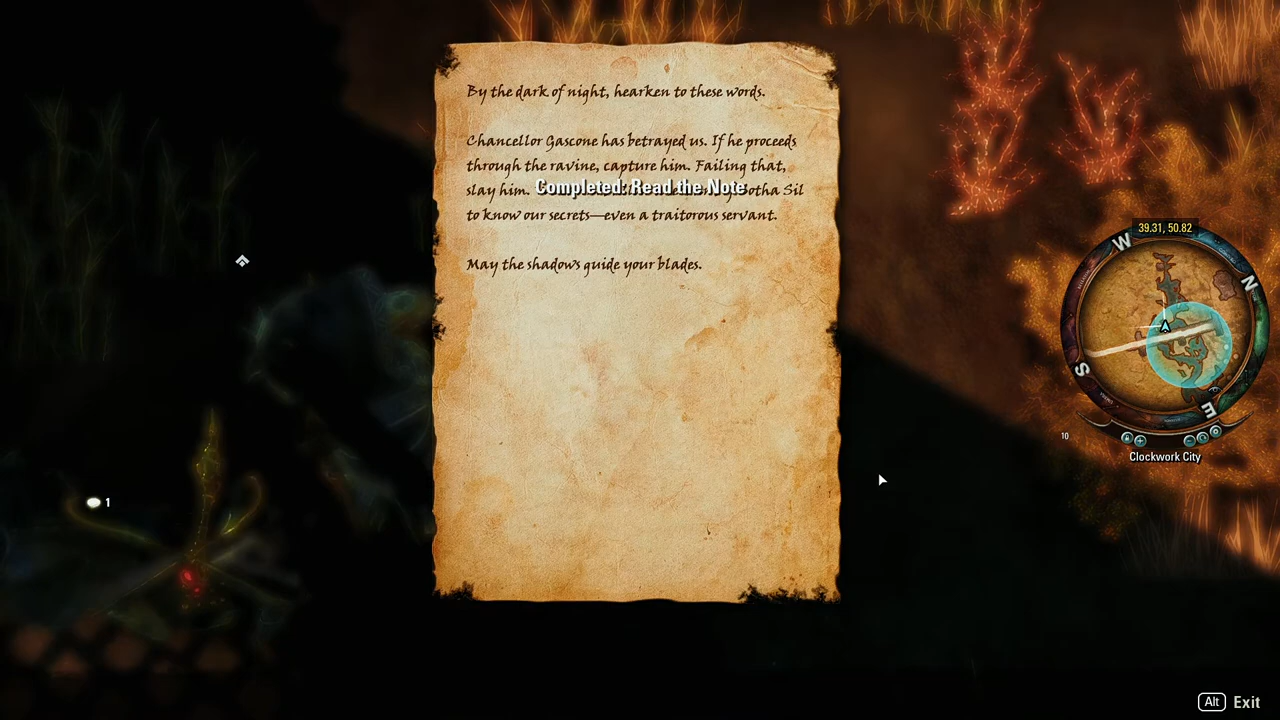 By the dark of night, hearken to these words.
Chancellor Gascone has betrayed us. If he proceeds
through the ravine, capture him. Failing that,
slay him. Sotha Sil
Completed: Read the Note
to know our secrets—even a traitorous servant.
May the shadows guide your blades.
39.31, 50.82
W
N
S
E
10
Clockwork City
1
Alt Exit